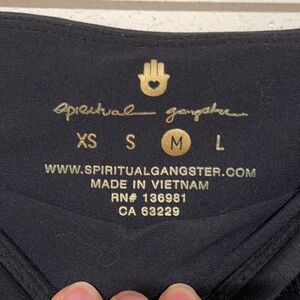 spiritual gangster
XS S M L
WWW.SPIRITUALGANGSTER.COM
MADE IN VIETNAM
RN# 136981
CA 63229